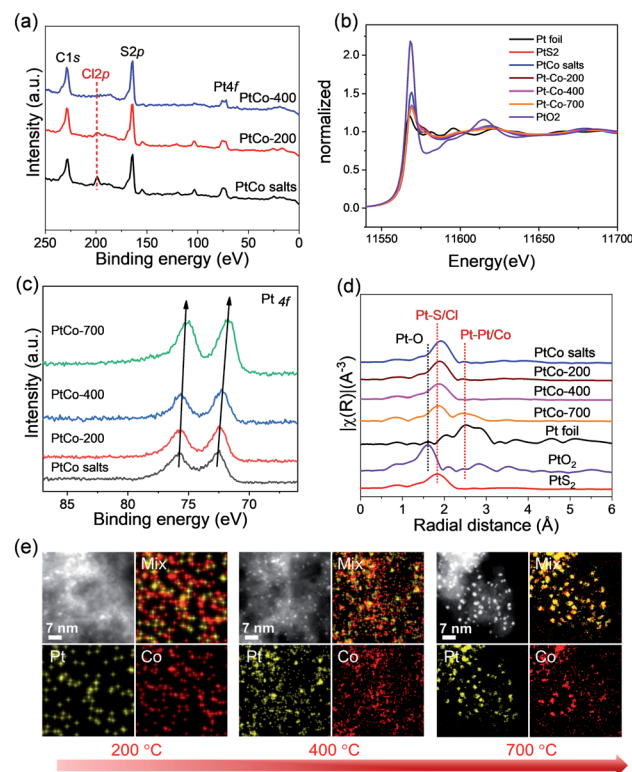 (a)
C1s
Cl2p
S2p
Pt4f
PtCo-400
PtCo-200
PtCo salts
Intensity (a.u.)
250 200 150 100 50 0
Binding energy (eV)
(b)
Pt foil
PtS2
PtCo salts
Pt-Co-200
Pt-Co-400
Pt-Co-700
PtO2
normalized
2.0
1.5
1.0
0.5
0.0
11550 11600 11650 11700
Energy(eV)
(c)
Pt 4f
PtCo-700
PtCo-400
PtCo-200
PtCo salts
Intensity (a.u.)
85 80 75 70
Binding energy (eV)
(d)
Pt-S/Cl
Pt-O
Pt-Pt/Co
PtCo salts
PtCo-200
PtCo-400
PtCo-700
Pt foil
PtO2
PtS2
|χ(R)|(A-3)
0 1 2 3 4 5 6
Radial distance (Å)
(e)
Mix
7 nm
Pt
Co
Mix
7 nm
Pt
Co
Mix
7 nm
Pt
Co
200 °C 400 °C 700 °C